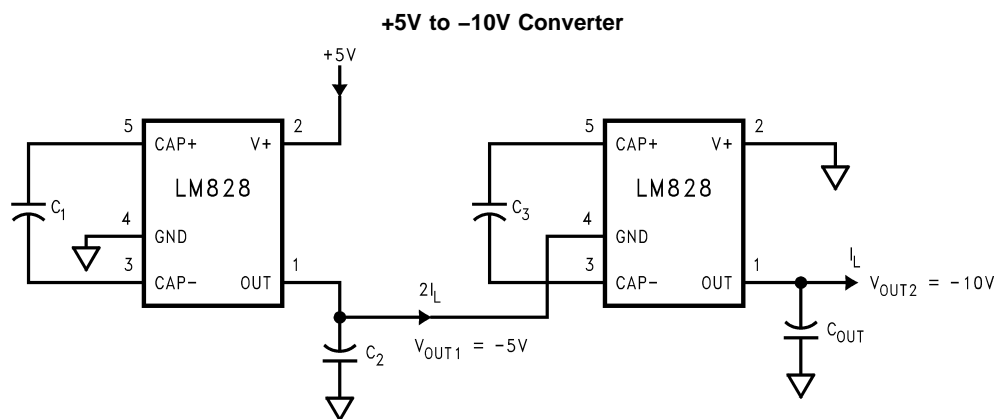 +5V to –10V Converter
+5V
5
2
CAP+
V+
LM828
C1
4
GND
3
1
CAP-
OUT
2IL
VOUT1 = -5V
C2
5
2
CAP+
V+
LM828
C3
4
GND
3
1
CAP-
OUT
IL
VOUT2 = -10V
COUT